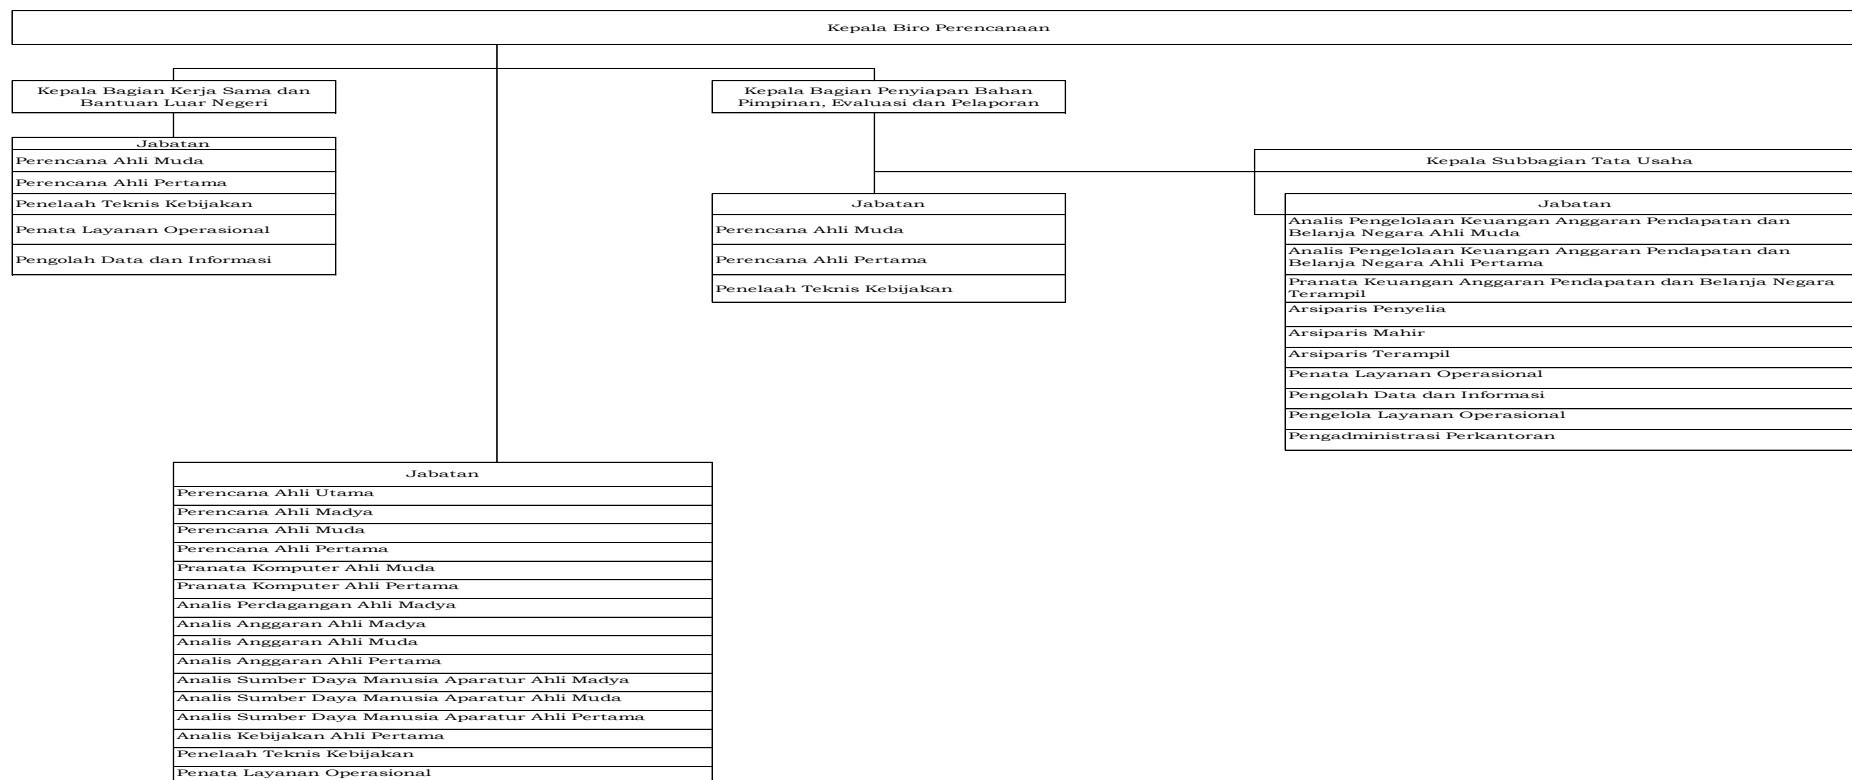 Kepala Biro Perencanaan
Kepala Bagian Kerja Sama dan
Bantuan Luar Negeri
Jabatan
Perencana Ahli Muda
Perencana Ahli Pertama
Penelaah Teknis Kebijakan
Penata Layanan Operasional
Pengolah Data dan Informasi
Kepala Bagian Penyiapan Bahan
Pimpinan, Evaluasi dan Pelaporan
Jabatan
Perencana Ahli Muda
Perencana Ahli Pertama
Penelaah Teknis Kebijakan
Kepala Subbagian Tata Usaha
Jabatan
Analis Pengelolaan Keuangan Anggaran Pendapatan dan
Belanja Negara Ahli Muda
Analis Pengelolaan Keuangan Anggaran Pendapatan dan
Belanja Negara Ahli Pertama
Pranata Keuangan Anggaran Pendapatan dan Belanja Negara
Terampil
Arsiparis Penyelia
Arsiparis Mahir
Arsiparis Terampil
Penata Layanan Operasional
Pengolah Data dan Informasi
Pengelola Layanan Operasional
Pengadministrasi Perkantoran
Jabatan
Perencana Ahli Utama
Perencana Ahli Madya
Perencana Ahli Muda
Perencana Ahli Pertama
Pranata Komputer Ahli Muda
Pranata Komputer Ahli Pertama
Analis Perdagangan Ahli Madya
Analis Anggaran Ahli Madya
Analis Anggaran Ahli Muda
Analis Anggaran Ahli Pertama
Analis Sumber Daya Manusia Aparatur Ahli Madya
Analis Sumber Daya Manusia Aparatur Ahli Muda
Analis Sumber Daya Manusia Aparatur Ahli Pertama
Analis Kebijakan Ahli Pertama
Penelaah Teknis Kebijakan
Penata Layanan Operasional